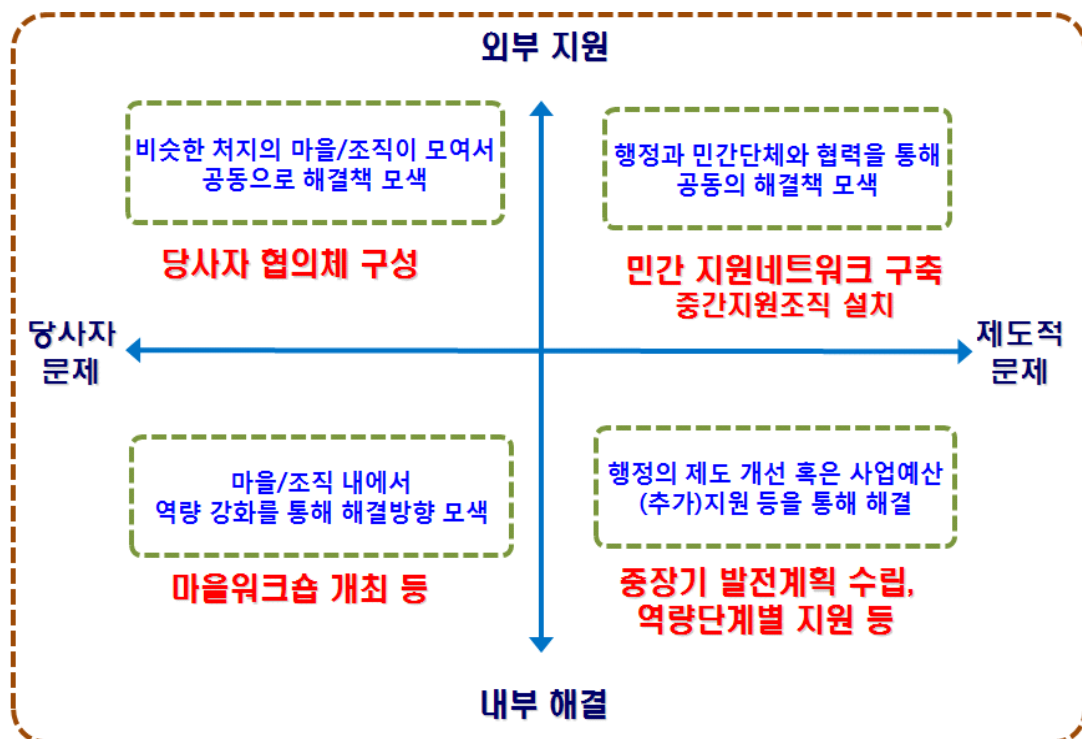 외부 지원
비슷한 처지의 마을/조직이 모여서
공동으로 해결책 모색
당사자 협의체 구성
행정과 민간단체와 협력을 통해
공동의 해결책 모색
민간 지원네트워크 구축
중간지원조직 설치
당사자
문제
제도적
문제
마을/조직 내에서
역량 강화를 통해 해결방향 모색
마을워크숍 개최 등
행정의 제도 개선 혹은 사업예산
(추가)지원 등을 통해 해결
중장기 발전계획 수립,
역량단계별 지원 등
내부 해결